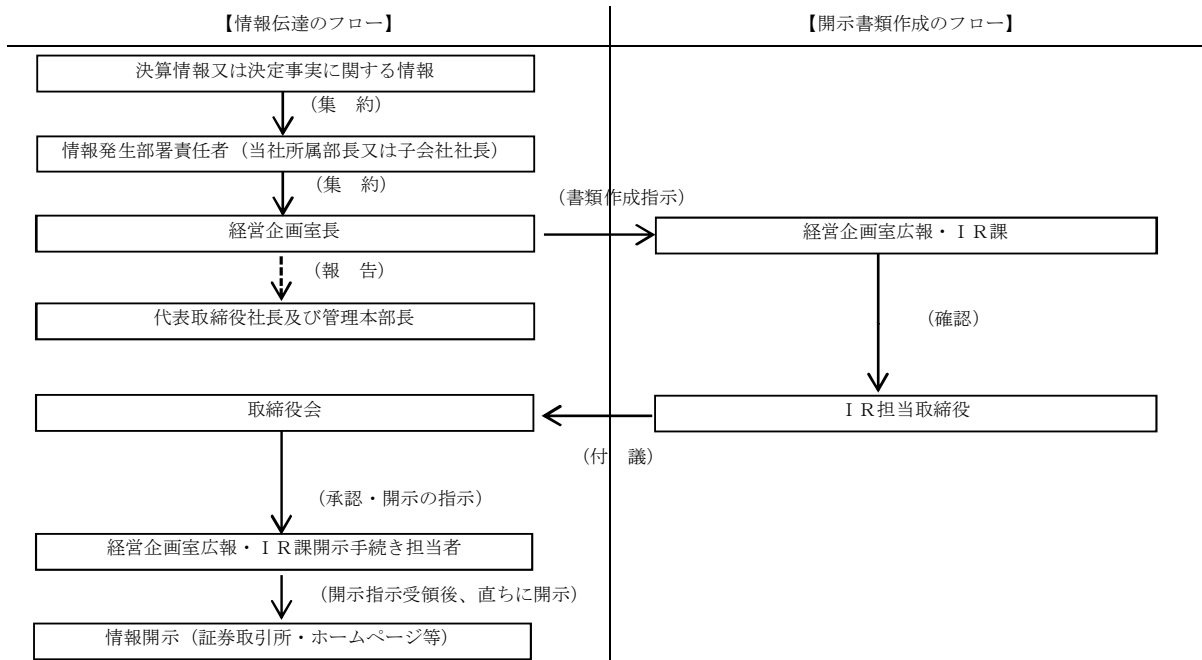 【情報伝達のフロー】
【開示書類作成のフロー】
決算情報又は決定事実に関する情報
（集　約）
情報発生部署責任者（当社所属部長又は子会社社長）
（集　約）
（書類作成指示）
経営企画室長
経営企画室広報・ＩＲ課
（報　告）
代表取締役社長及び管理本部長
（確認）
取締役会
ＩＲ担当取締役
（付　議）
（承認・開示の指示）
経営企画室広報・ＩＲ課開示手続き担当者
（開示指示受領後、直ちに開示）
情報開示（証券取引所・ホームページ等）